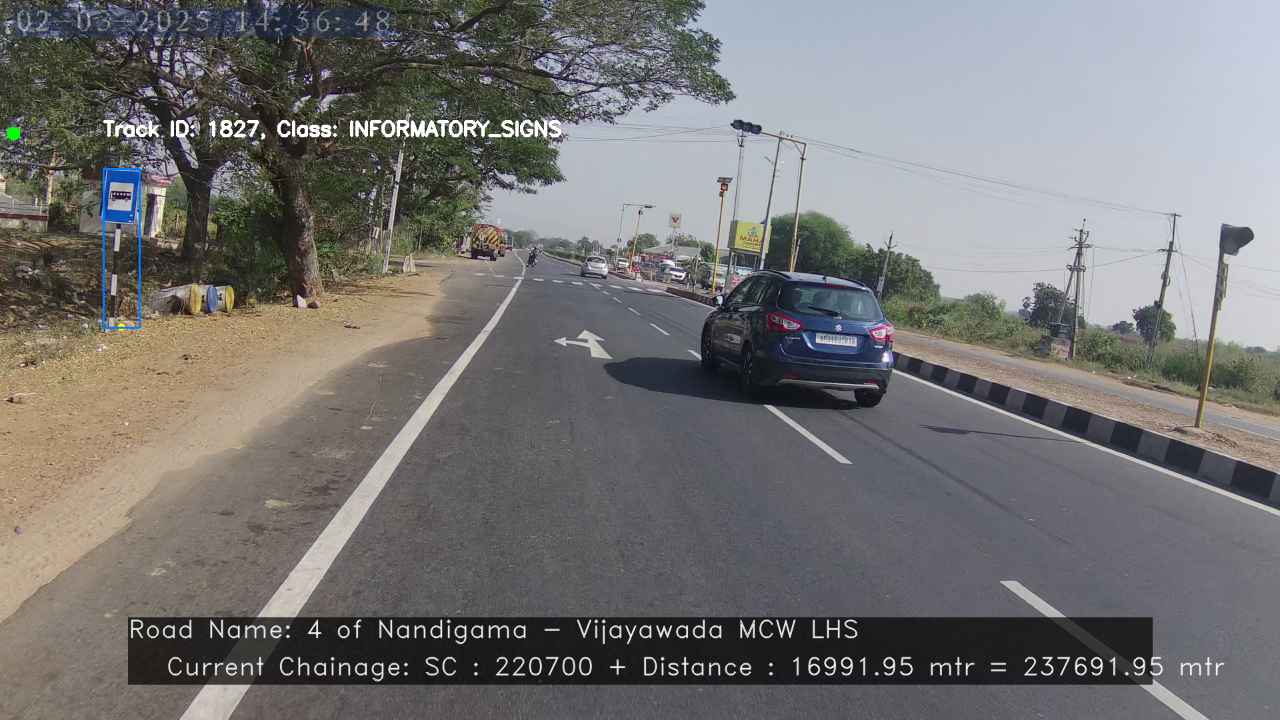 02-03-2025 14:56:48
Track ID: 1827, Class: INFORMATORY_SIGNS
MAHA
Road Name: 4 of Nandigama - Vijayawada MCW LHS
Current Chainage: SC : 220700 + Distance : 16991.95 mtr = 237691.95 mtr